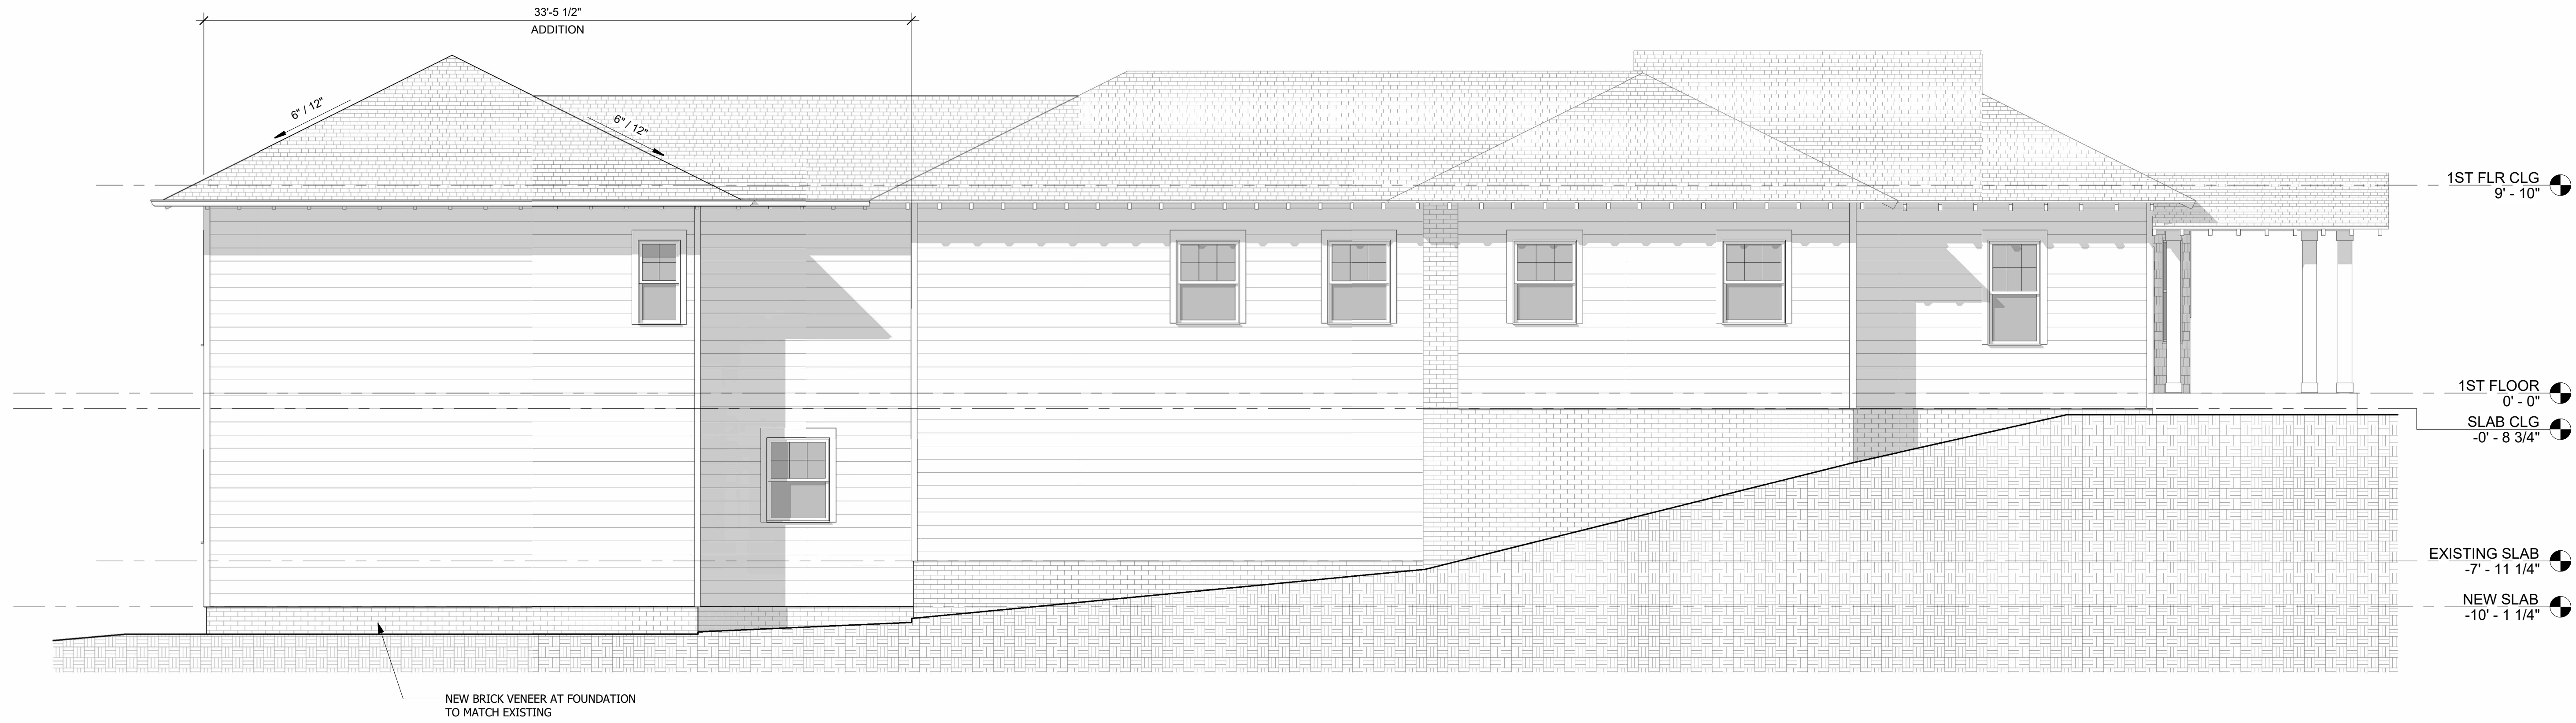 33'-5 1/2"
ADDITION
6" / 12"
6" / 12"
1ST FLR CLG
9' - 10"
1ST FLOOR
0' - 0"
SLAB CLG
-0' - 8 3/4"
EXISTING SLAB
-7' - 11 1/4"
NEW SLAB
-10' - 1 1/4"
NEW BRICK VENEER AT FOUNDATION
TO MATCH EXISTING